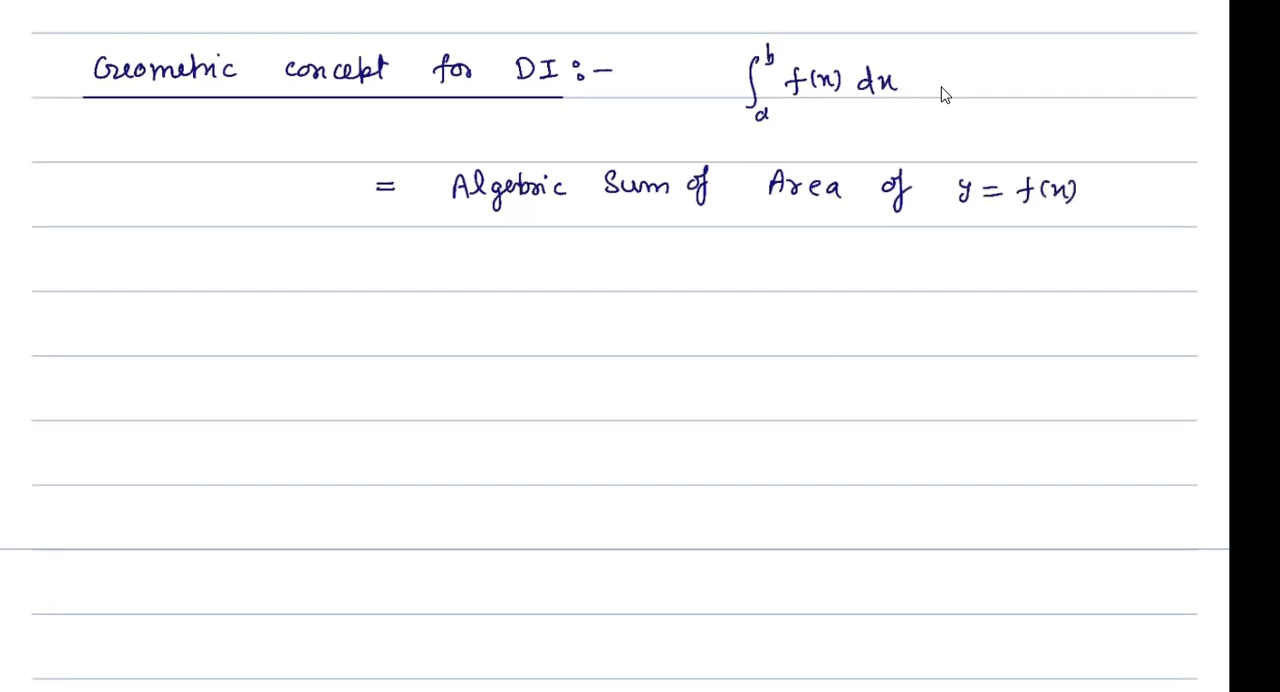 Geometric concept for DI :- ∫_a^b f(x) dx
= Algebric Sum of Area of y = f(x)